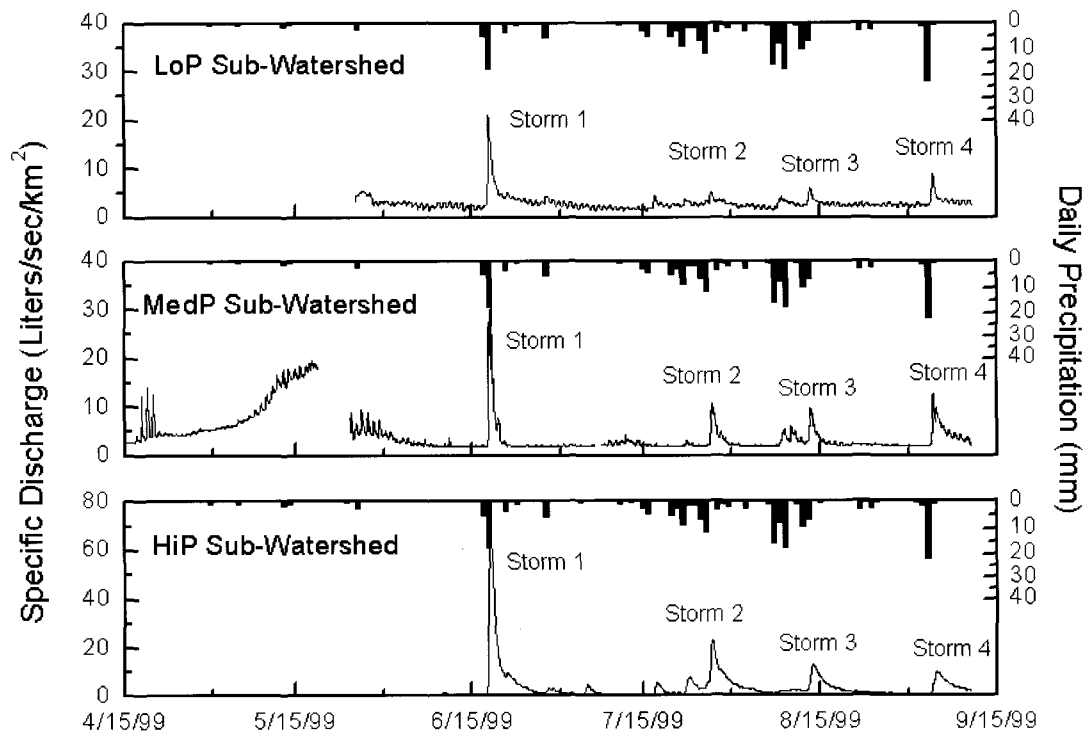 Specific Discharge (Liters/sec/km²)
Daily Precipitation (mm)
LoP Sub-Watershed
40
30
20
10
0
0
10
20
30
40
Storm 1
Storm 2
Storm 3
Storm 4
MedP Sub-Watershed
40
30
20
10
0
0
10
20
30
40
Storm 1
Storm 2
Storm 3
Storm 4
HiP Sub-Watershed
80
60
40
20
0
0
10
20
30
40
Storm 1
Storm 2
Storm 3
Storm 4
4/15/99 5/15/99 6/15/99 7/15/99 8/15/99 9/15/99